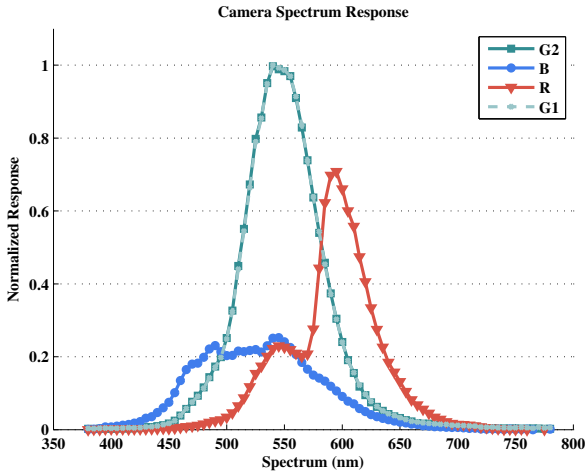 Camera Spectrum Response
G2
B
R
G1
Normalized Response
1
0.8
0.6
0.4
0.2
0
350 400 450 500 550 600 650 700 750 800
Spectrum (nm)